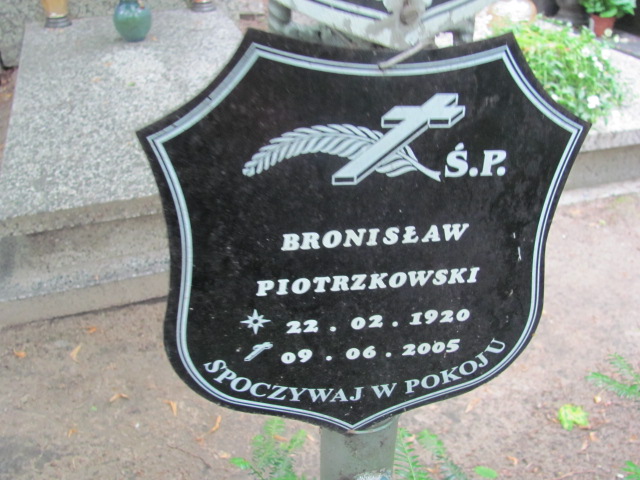 Ś.P.
BRONISŁAW
PIOTRZKOWSKI
22.02.1920
09.06.2005
SPOCZYWAJ W POKOJU